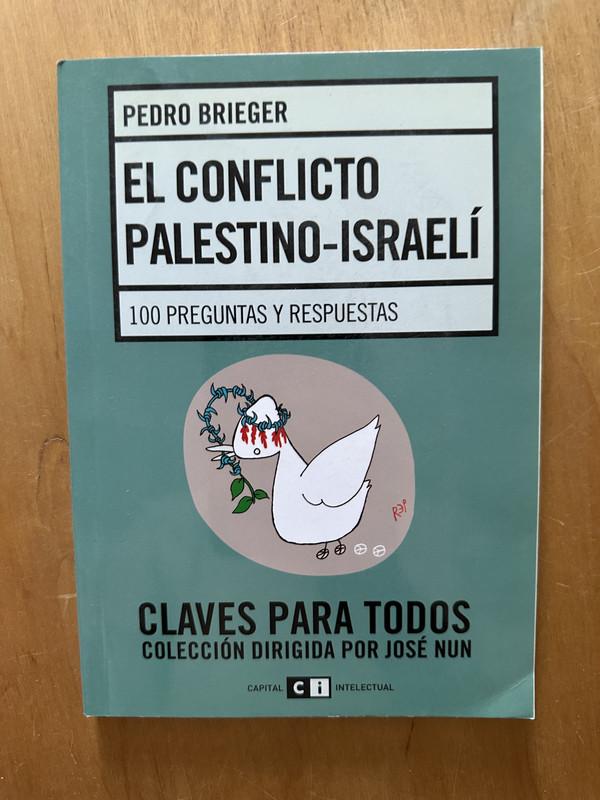 PEDRO BRIEGER
EL CONFLICTO
PALESTINO-ISRAELÍ
100 PREGUNTAS Y RESPUESTAS
REP
CLAVES PARA TODOS
COLECCIÓN DIRIGIDA POR JOSÉ NUN
CAPITAL Ci INTELECTUAL